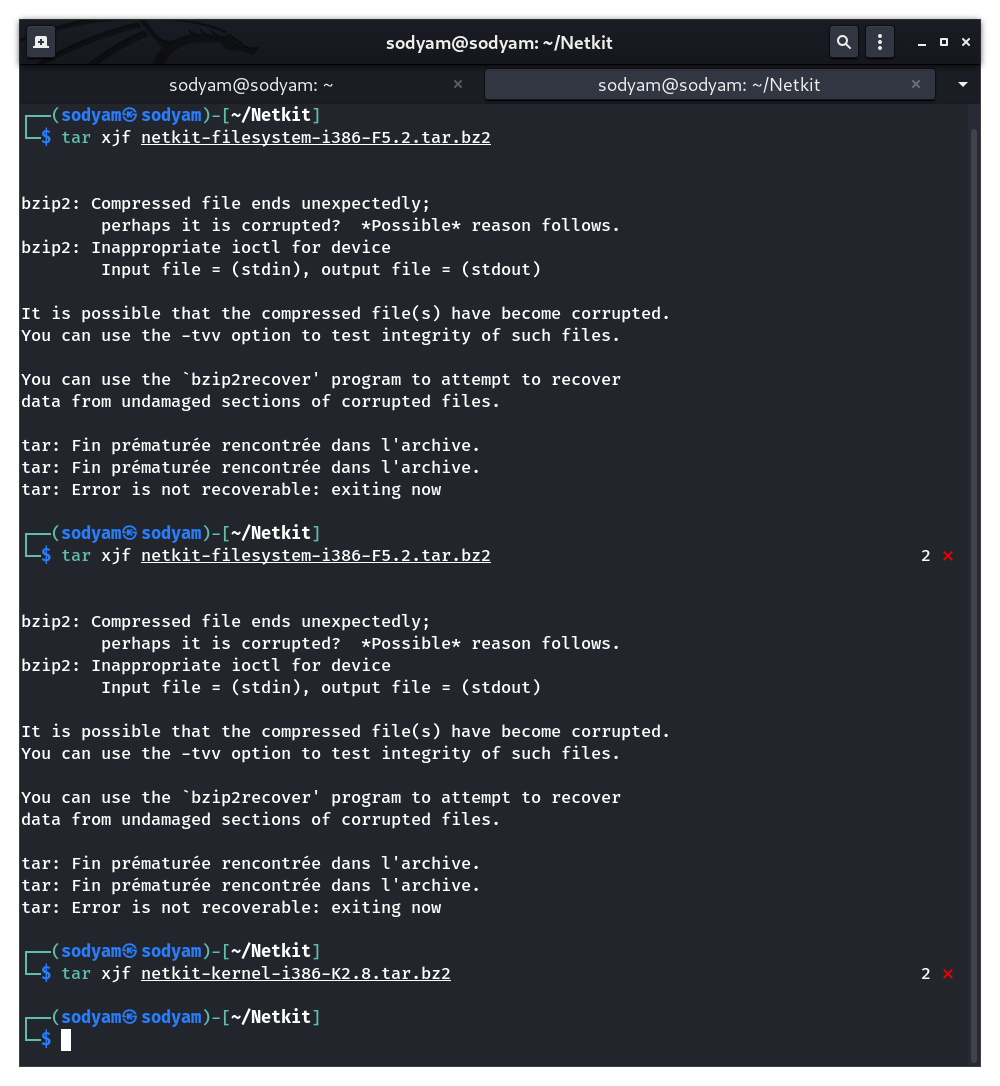 sodyam@sodyam: ~/Netkit
sodyam@sodyam: ~
sodyam@sodyam: ~/Netkit
┌──(sodyam㉿sodyam)-[~/Netkit]
└─$ tar xjf netkit-filesystem-i386-F5.2.tar.bz2
bzip2: Compressed file ends unexpectedly;
perhaps it is corrupted?  *Possible* reason follows.
bzip2: Inappropriate ioctl for device
Input file = (stdin), output file = (stdout)
It is possible that the compressed file(s) have become corrupted.
You can use the -tvv option to test integrity of such files.
You can use the `bzip2recover' program to attempt to recover
data from undamaged sections of corrupted files.
tar: Fin prématurée rencontrée dans l'archive.
tar: Fin prématurée rencontrée dans l'archive.
tar: Error is not recoverable: exiting now
┌──(sodyam㉿sodyam)-[~/Netkit]
└─$ tar xjf netkit-filesystem-i386-F5.2.tar.bz2 2 ⨯
bzip2: Compressed file ends unexpectedly;
perhaps it is corrupted?  *Possible* reason follows.
bzip2: Inappropriate ioctl for device
Input file = (stdin), output file = (stdout)
It is possible that the compressed file(s) have become corrupted.
You can use the -tvv option to test integrity of such files.
You can use the `bzip2recover' program to attempt to recover
data from undamaged sections of corrupted files.
tar: Fin prématurée rencontrée dans l'archive.
tar: Fin prématurée rencontrée dans l'archive.
tar: Error is not recoverable: exiting now
┌──(sodyam㉿sodyam)-[~/Netkit]
└─$ tar xjf netkit-kernel-i386-K2.8.tar.bz2 2 ⨯
┌──(sodyam㉿sodyam)-[~/Netkit]
└─$